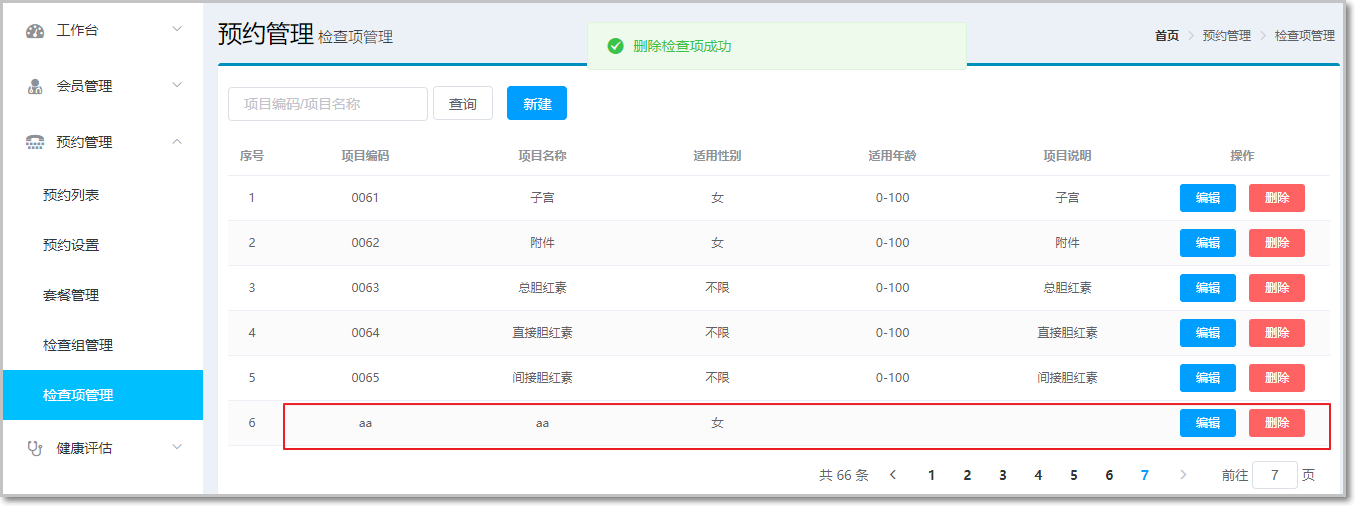 工作台
会员管理
预约管理
预约列表
预约设置
套餐管理
检查组管理
检查项管理
健康评估
预约管理 检查项管理
删除检查项成功
首页 预约管理 检查项管理
项目编码/项目名称 查询 新建
序号 项目编码 项目名称 适用性别 适用年龄 项目说明 操作
1 0061 子宫 女 0-100 子宫 编辑 删除
2 0062 附件 女 0-100 附件 编辑 删除
3 0063 总胆红素 不限 0-100 总胆红素 编辑 删除
4 0064 直接胆红素 不限 0-100 直接胆红素 编辑 删除
5 0065 间接胆红素 不限 0-100 间接胆红素 编辑 删除
6 aa aa 女 编辑 删除
共 66 条 1 2 3 4 5 6 7 前往 7 页